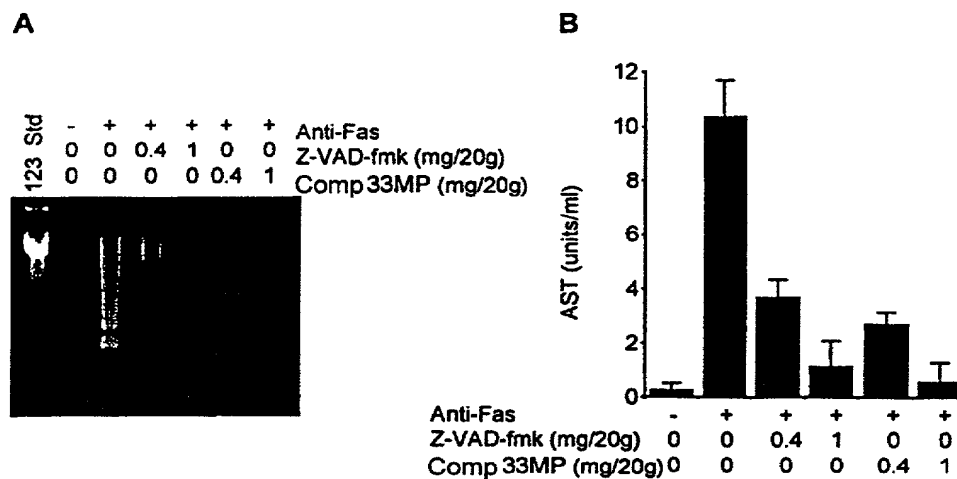 A
123 Std
- + + + + + Anti-Fas
0 0 0.4 1 0 0 Z-VAD-fmk (mg/20g)
0 0 0 0 0.4 1 Comp 33MP (mg/20g)
B
12
10
8
6
4
2
0
AST (units/ml)
Anti-Fas - + + + + +
Z-VAD-fmk (mg/20g) 0 0 0.4 1 0 0
Comp 33MP (mg/20g) 0 0 0 0 0.4 1